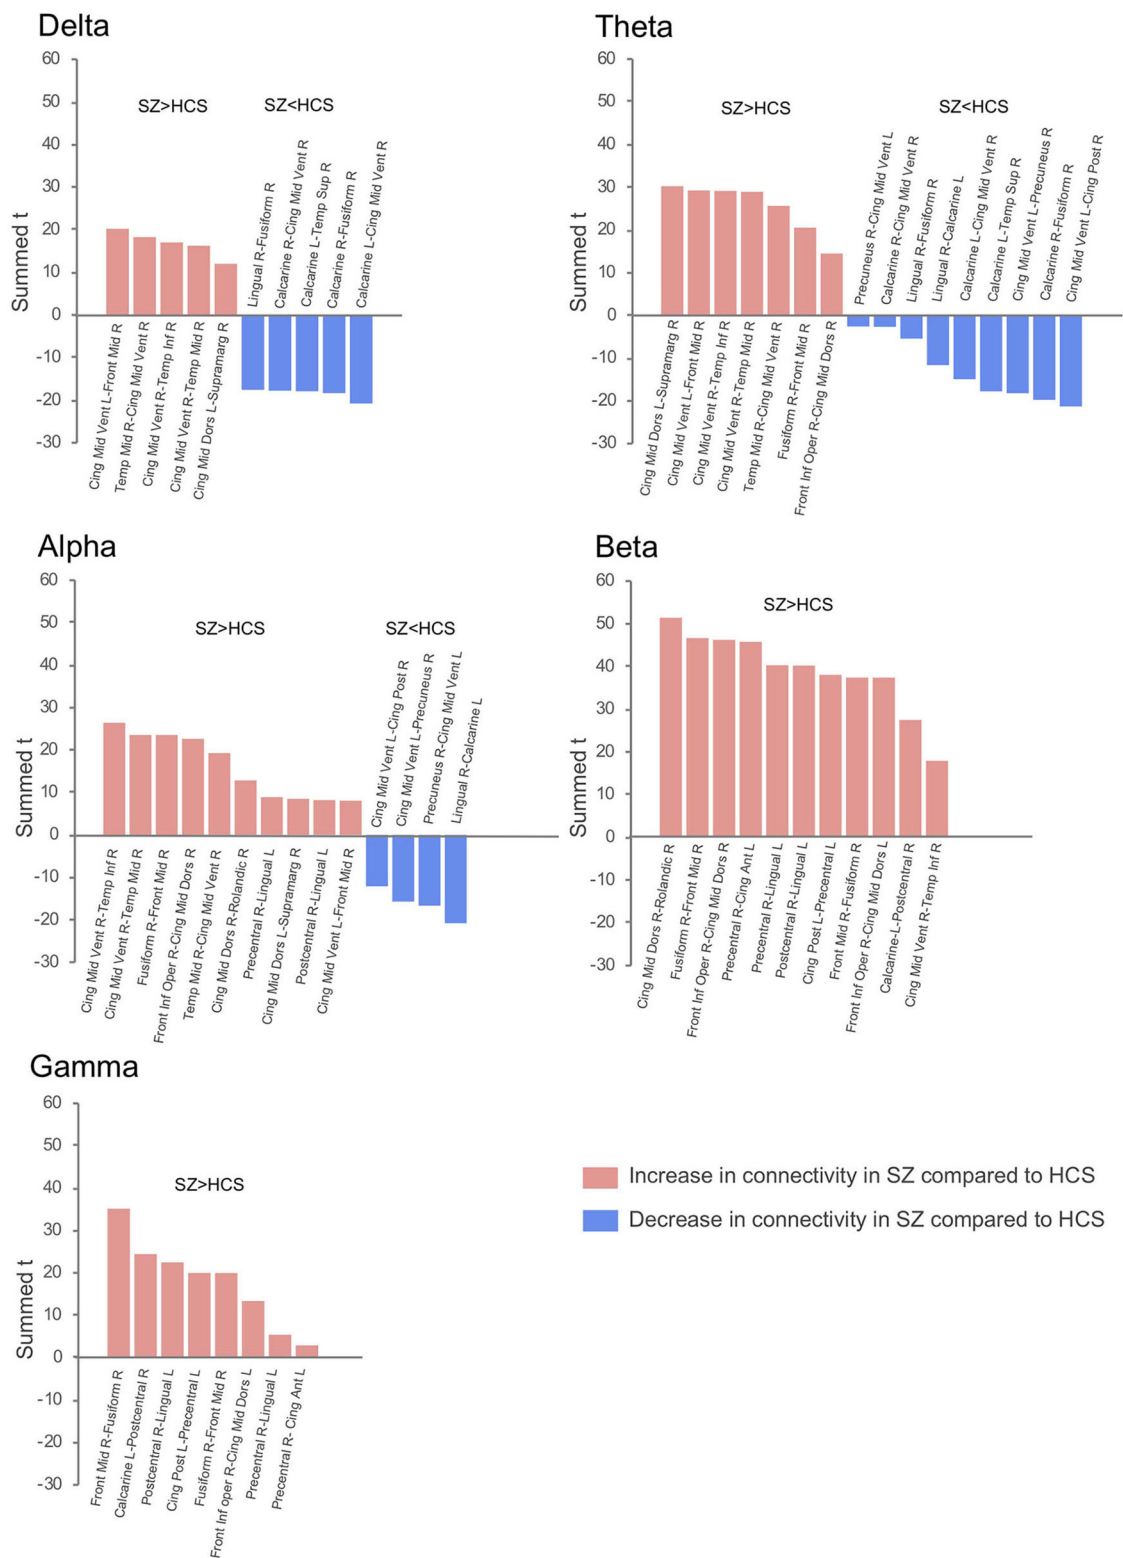 Delta
60
50
40
30
20
10
0
-10
-20
-30
Summed t
SZ>HCS
SZ<HCS
Cing Mid Vent L-Front Mid R
Temp Mid R-Cing Mid Vent R
Cing Mid Vent R-Temp Inf R
Cing Mid Vent R-Temp Mid R
Cing Mid Dors L-Supramarg R
Lingual R-Fusiform R
Calcarine R-Cing Mid Vent R
Calcarine L-Temp Sup R
Calcarine R-Fusiform R
Calcarine L-Cing Mid Vent R
Theta
60
50
40
30
20
10
0
-10
-20
-30
Summed t
SZ>HCS
SZ<HCS
Cing Mid Dors L-Supramarg R
Cing Mid Vent L-Front Mid R
Cing Mid Vent R-Temp Inf R
Cing Mid Vent R-Temp Mid R
Temp Mid R-Cing Mid Vent R
Fusiform R-Front Mid R
Front Inf Oper R-Cing Mid Dors R
Precuneus R-Cing Mid Vent L
Calcarine R-Cing Mid Vent R
Lingual R-Fusiform R
Lingual R-Calcarine L
Calcarine L-Cing Mid Vent R
Calcarine L-Temp Sup R
Cing Mid Vent L-Precuneus R
Calcarine R-Fusiform R
Cing Mid Vent L-Cing Post R
Alpha
60
50
40
30
20
10
0
-10
-20
-30
Summed t
SZ>HCS
SZ<HCS
Cing Mid Vent R-Temp Inf R
Cing Mid Vent R-Temp Mid R
Fusiform R-Front Mid R
Front Inf Oper R-Cing Mid Dors R
Temp Mid R-Cing Mid Vent R
Cing Mid Dors R-Rolandic R
Precentral R-Lingual L
Cing Mid Dors L-Supramarg R
Postcentral R-Lingual L
Cing Mid Vent L-Front Mid R
Cing Mid Vent L-Cing Post R
Cing Mid Vent L-Precuneus R
Precuneus R-Cing Mid Vent L
Lingual R-Calcarine L
Beta
60
50
40
30
20
10
0
-10
-20
-30
Summed t
SZ>HCS
Cing Mid Dors R-Rolandic R
Fusiform R-Front Mid R
Front Inf Oper R-Cing Mid Dors R
Precentral R-Cing Ant L
Precentral R-Lingual L
Postcentral R-Lingual L
Cing Post L-Precentral L
Front Mid R-Fusiform R
Front Inf Oper R-Cing Mid Dors L
Calcarine-L-Postcentral R
Cing Mid Vent R-Temp Inf R
Gamma
60
50
40
30
20
10
0
-10
-20
-30
Summed t
SZ>HCS
Front Mid R-Fusiform R
Calcarine L-Postcentral R
Postcentral R-Lingual L
Cing Post L-Precentral L
Fusiform R-Front Mid R
Front Inf oper R-Cing Mid Dors L
Precentral R-Lingual L
Precentral R- Cing Ant L
Increase in connectivity in SZ compared to HCS
Decrease in connectivity in SZ compared to HCS